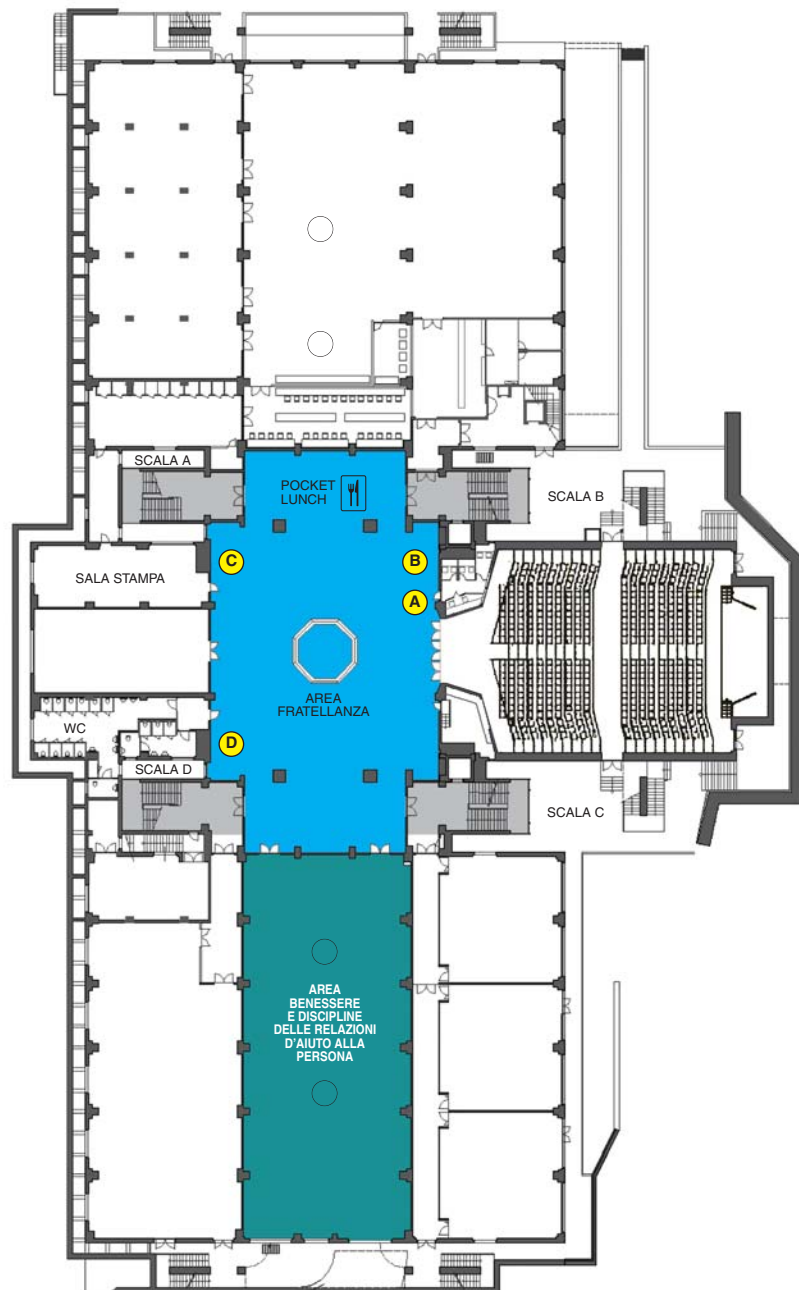 SCALA A
POCKET
LUNCH
SCALA B
C
B
SALA STAMPA
A
AREA
FRATELLANZA
WC
D
SCALA D
SCALA C
AREA
BENESSERE
E DISCIPLINE
DELLE RELAZIONI
D'AIUTO ALLA
PERSONA